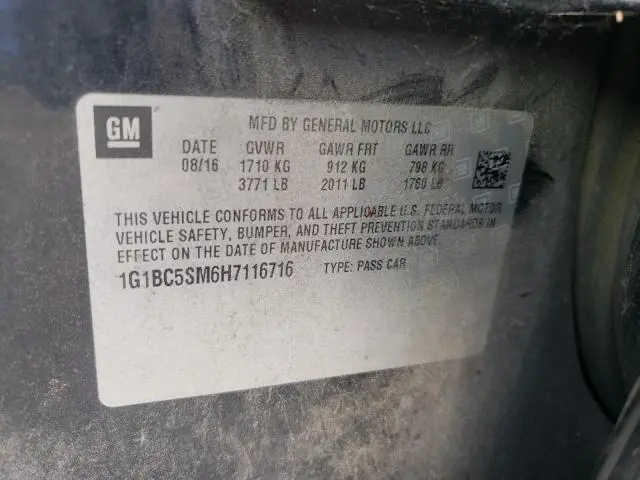 GM
MFD BY GENERAL MOTORS LLC
DATE GVWR GAWR FRT GAWR RR
08/16 1710 KG 912 KG 798 KG
3771 LB 2011 LB 1760 LB
THIS VEHICLE CONFORMS TO ALL APPLICABLE U.S. FEDERAL MOTOR
VEHICLE SAFETY, BUMPER, AND THEFT PREVENTION STANDARDS IN
EFFECT ON THE DATE OF MANUFACTURE SHOWN ABOVE.
1G1BC5SM6H7116716 TYPE: PASS CAR